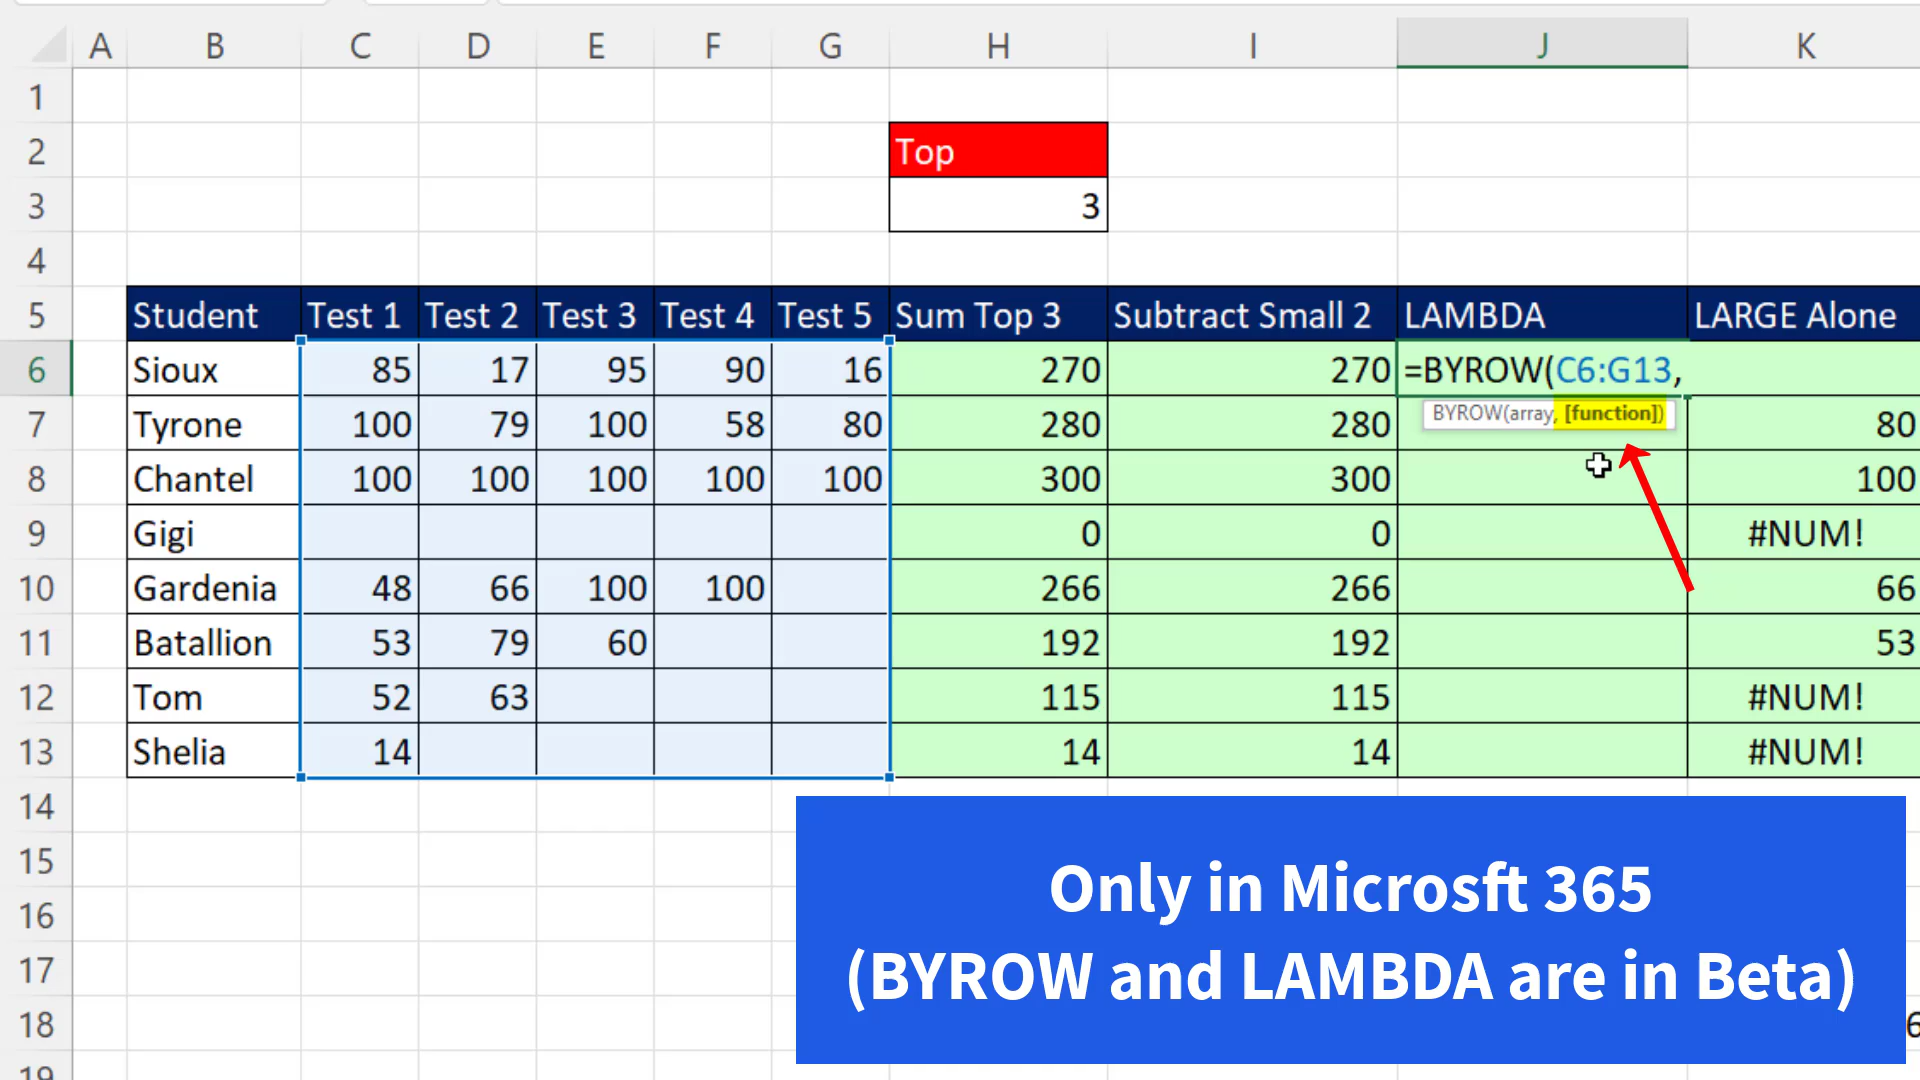 A B C D E F G H I J K
1
2 Top
3 3
4
5 Student Test 1 Test 2 Test 3 Test 4 Test 5 Sum Top 3 Subtract Small 2 LAMBDA LARGE Alone
6 Sioux 85 17 95 90 16 270 270 =BYROW(C6:G13,
BYROW(array, [function])
7 Tyrone 100 79 100 58 80 280 280 80
8 Chantel 100 100 100 100 100 300 300 100
9 Gigi 0 0 #NUM!
10 Gardenia 48 66 100 100 266 266 66
11 Batallion 53 79 60 192 192 53
12 Tom 52 63 115 115 #NUM!
13 Shelia 14 14 14 #NUM!
14
15
16
17
18
19
Only in Microsft 365
(BYROW and LAMBDA are in Beta)